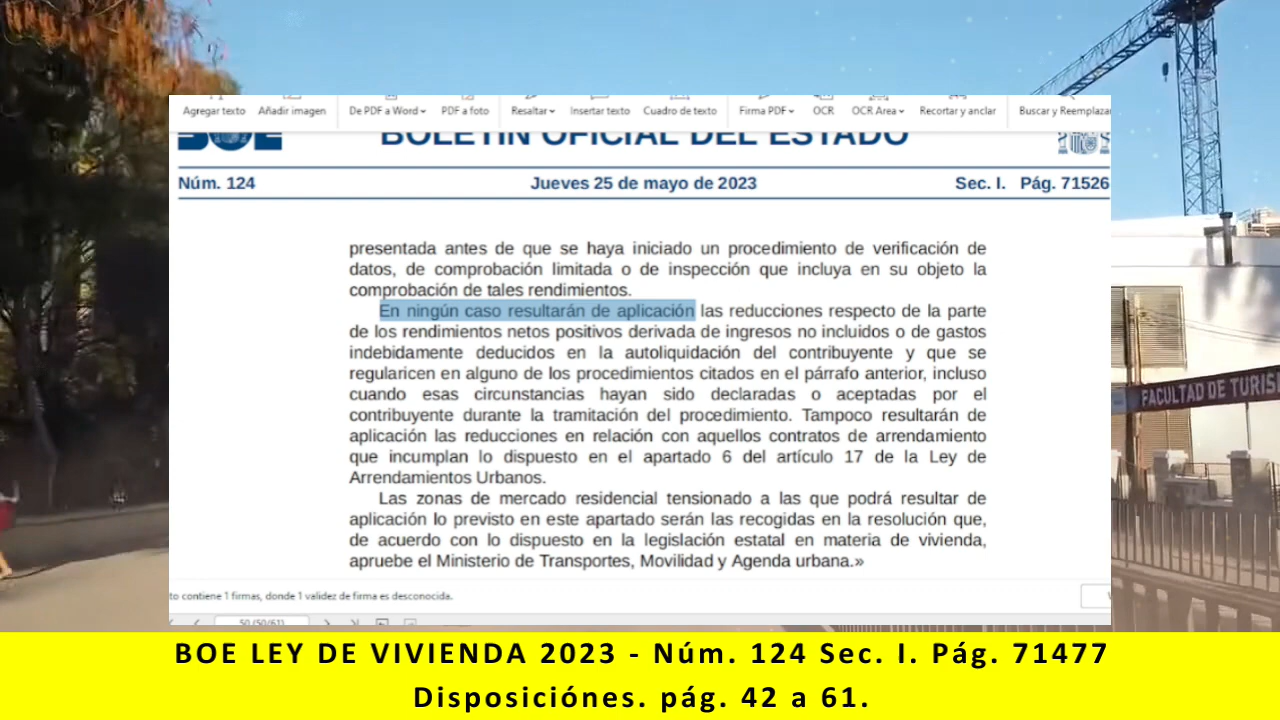 Agregar texto Añadir imagen De PDF a Word PDF a foto Resaltar Insertar texto Cuadro de texto Firma PDF OCR OCR Area Recortar y anclar Buscar y Reemplaza
BOE BOLETÍN OFICIAL DEL ESTADO
Núm. 124 Jueves 25 de mayo de 2023 Sec. I. Pág. 71526
presentada antes de que se haya iniciado un procedimiento de verificación de
datos, de comprobación limitada o de inspección que incluya en su objeto la
comprobación de tales rendimientos.
En ningún caso resultarán de aplicación las reducciones respecto de la parte
de los rendimientos netos positivos derivada de ingresos no incluidos o de gastos
indebidamente deducidos en la autoliquidación del contribuyente y que se
regularicen en alguno de los procedimientos citados en el párrafo anterior, incluso
cuando esas circunstancias hayan sido declaradas o aceptadas por el
contribuyente durante la tramitación del procedimiento. Tampoco resultarán de
aplicación las reducciones en relación con aquellos contratos de arrendamiento
que incumplan lo dispuesto en el apartado 6 del artículo 17 de la Ley de
Arrendamientos Urbanos.
Las zonas de mercado residencial tensionado a las que podrá resultar de
aplicación lo previsto en este apartado serán las recogidas en la resolución que,
de acuerdo con lo dispuesto en la legislación estatal en materia de vivienda,
apruebe el Ministerio de Transportes, Movilidad y Agenda urbana.»
to contiene 1 firmas, donde 1 validez de firma es desconocida.
50 (50/61)
FACULTAD DE TURIS
BOE LEY DE VIVIENDA 2023 - Núm. 124 Sec. I. Pág. 71477
Disposiciónes. pág. 42 a 61.